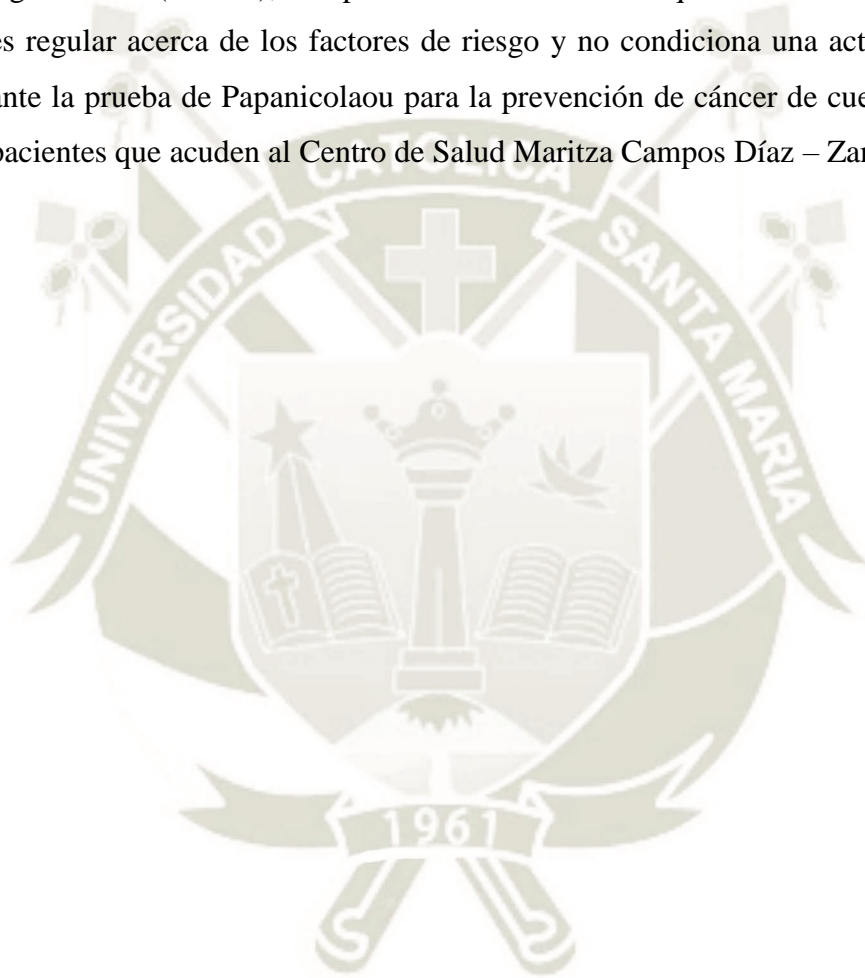 es regular acerca de los factores de riesgo y no condiciona una act
ante la prueba de Papanicolaou para la prevención de cáncer de cue
pacientes que acuden al Centro de Salud Maritza Campos Díaz – Zar
UNIVERSIDAD CATOLICA SANTA MARIA
1961